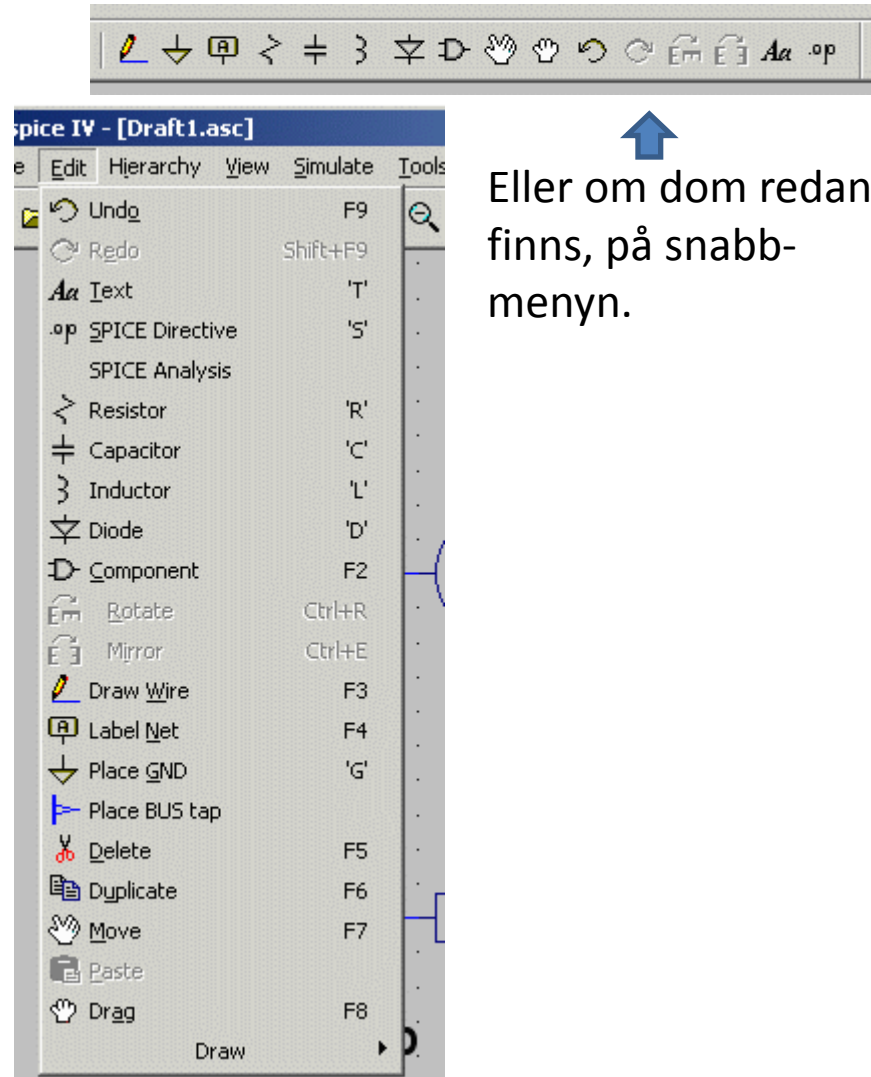 Aa .op
spice IV - [Draft1.asc]
e Edit Hierarchy View Simulate Tools
Undo F9
Redo Shift+F9
Aa Text 'T'
.op SPICE Directive 'S'
SPICE Analysis
Resistor 'R'
Capacitor 'C'
Inductor 'L'
Diode 'D'
Component F2
Rotate Ctrl+R
Mirror Ctrl+E
Draw Wire F3
Label Net F4
Place GND 'G'
Place BUS tap
Delete F5
Duplicate F6
Move F7
Paste
Drag F8
Draw
Eller om dom redan
finns, på snabb-
menyn.